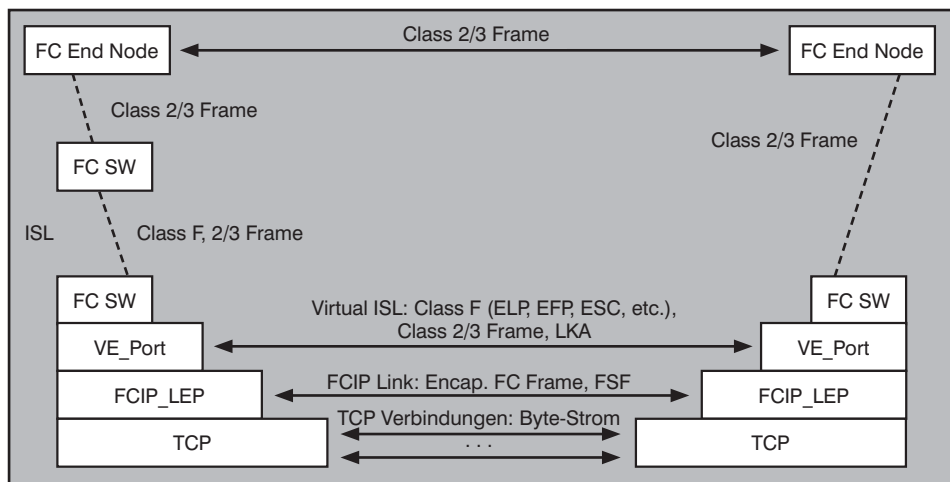 Class 2/3 Frame
FC End Node
FC End Node
Class 2/3 Frame
Class 2/3 Frame
FC SW
ISL
Class F, 2/3 Frame
FC SW
FC SW
Virtual ISL: Class F (ELP, EFP, ESC, etc.),
Class 2/3 Frame, LKA
VE_Port
VE_Port
FCIP_LEP
FCIP Link: Encap. FC Frame, FSF
FCIP_LEP
TCP Verbindungen: Byte-Strom
TCP
. . .
TCP